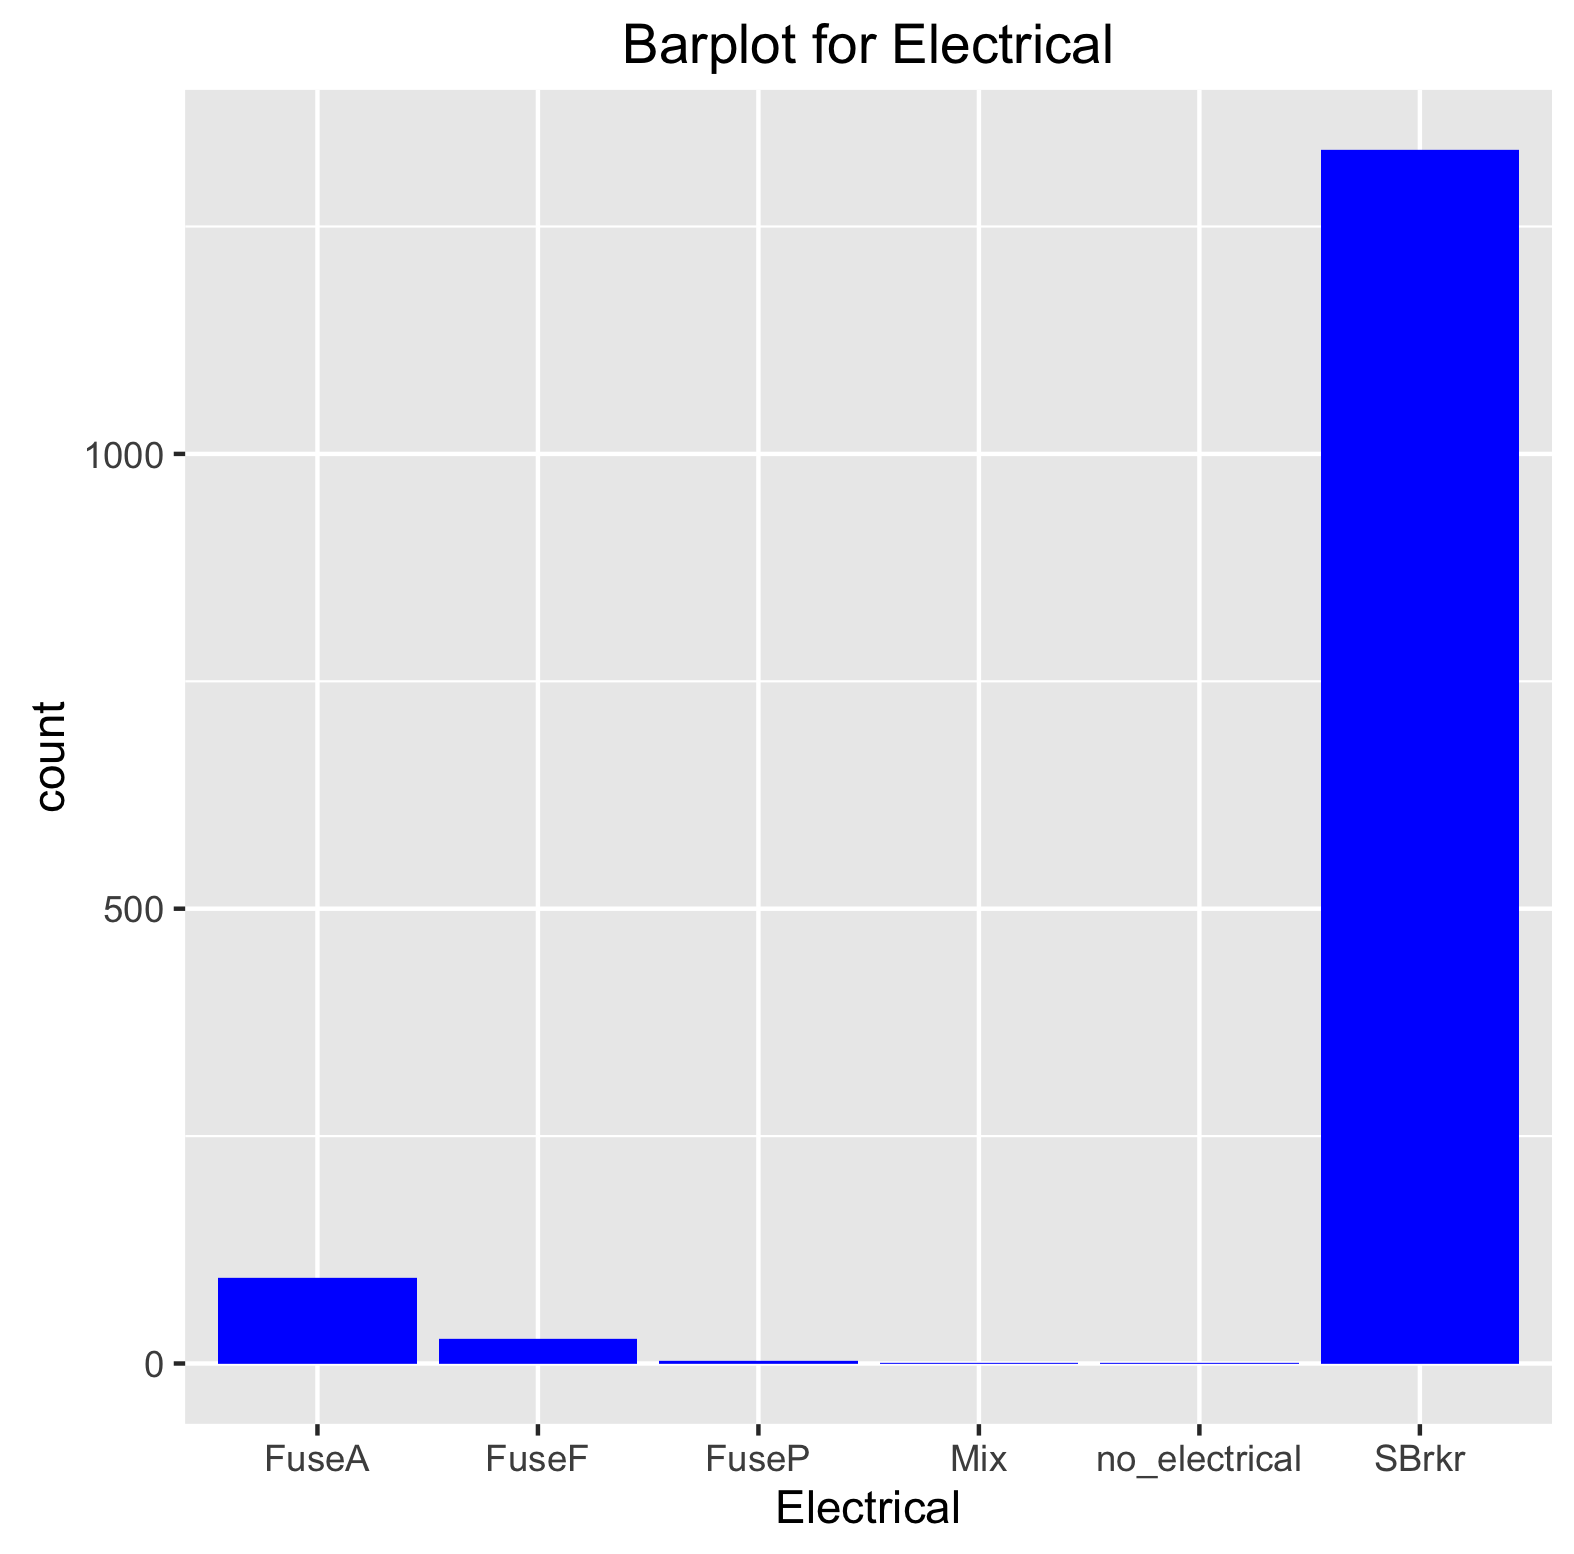 Barplot for Electrical
count
1000
500
0
FuseA FuseF FuseP Mix no_electrical SBrkr
Electrical